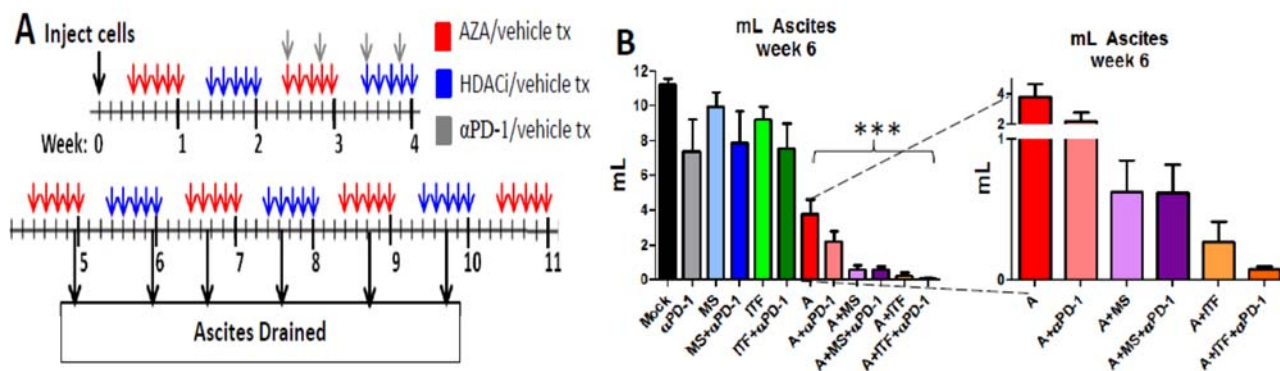 A
Inject cells
AZA/vehicle tx
HDACi/vehicle tx
αPD-1/vehicle tx
Week: 0 1 2 3 4
5 6 7 8 9 10 11
Ascites Drained
B
mL Ascites
week 6
mL
12
10
8
6
4
2
0
***
Mock
αPD-1
MS
MS+αPD-1
ITF
ITF+αPD-1
A
A+αPD-1
A+MS
A+MS+αPD-1
A+ITF
A+ITF+αPD-1
mL Ascites
week 6
mL
4
2
1
0
A
A+αPD-1
A+MS
A+MS+αPD-1
A+ITF
A+ITF+αPD-1